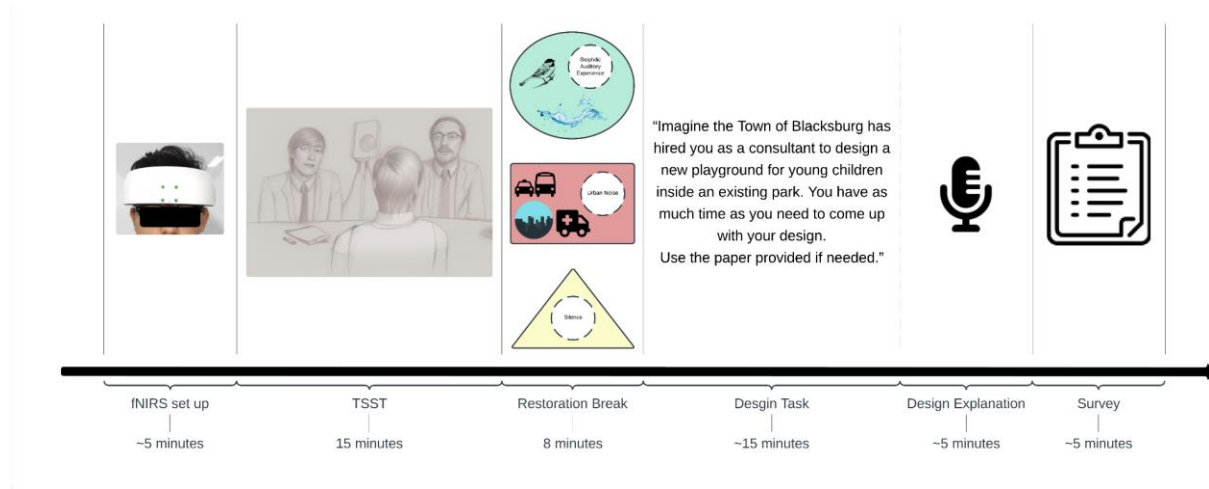 Biophilic
Auditory
Experience
Urban Noise
Silence
“Imagine the Town of Blacksburg has
hired you as a consultant to design a
new playground for young children
inside an existing park. You have as
much time as you need to come up
with your design.
Use the paper provided if needed.”
fNIRS set up
TSST
Restoration Break
Desgin Task
Design Explanation
Survey
~5 minutes
15 minutes
8 minutes
~15 minutes
~5 minutes
~5 minutes